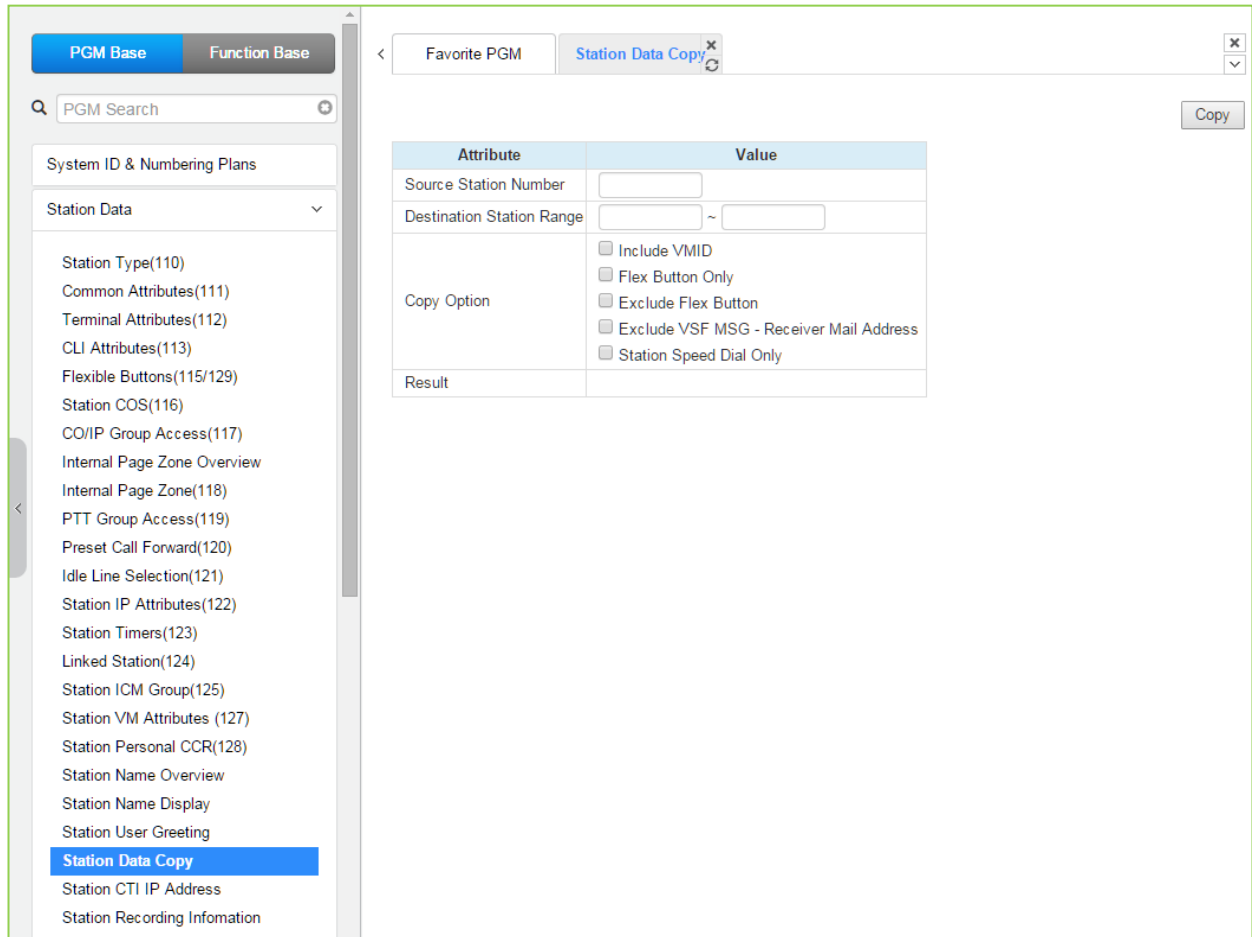 PGM Base Function Base
PGM Search
System ID & Numbering Plans
Station Data
Station Type(110)
Common Attributes(111)
Terminal Attributes(112)
CLI Attributes(113)
Flexible Buttons(115/129)
Station COS(116)
CO/IP Group Access(117)
Internal Page Zone Overview
Internal Page Zone(118)
PTT Group Access(119)
Preset Call Forward(120)
Idle Line Selection(121)
Station IP Attributes(122)
Station Timers(123)
Linked Station(124)
Station ICM Group(125)
Station VM Attributes (127)
Station Personal CCR(128)
Station Name Overview
Station Name Display
Station User Greeting
Station Data Copy
Station CTI IP Address
Station Recording Infomation
Favorite PGM Station Data Copy
Copy
Attribute Value
Source Station Number
Destination Station Range ~
Copy Option
Include VMID
Flex Button Only
Exclude Flex Button
Exclude VSF MSG - Receiver Mail Address
Station Speed Dial Only
Result